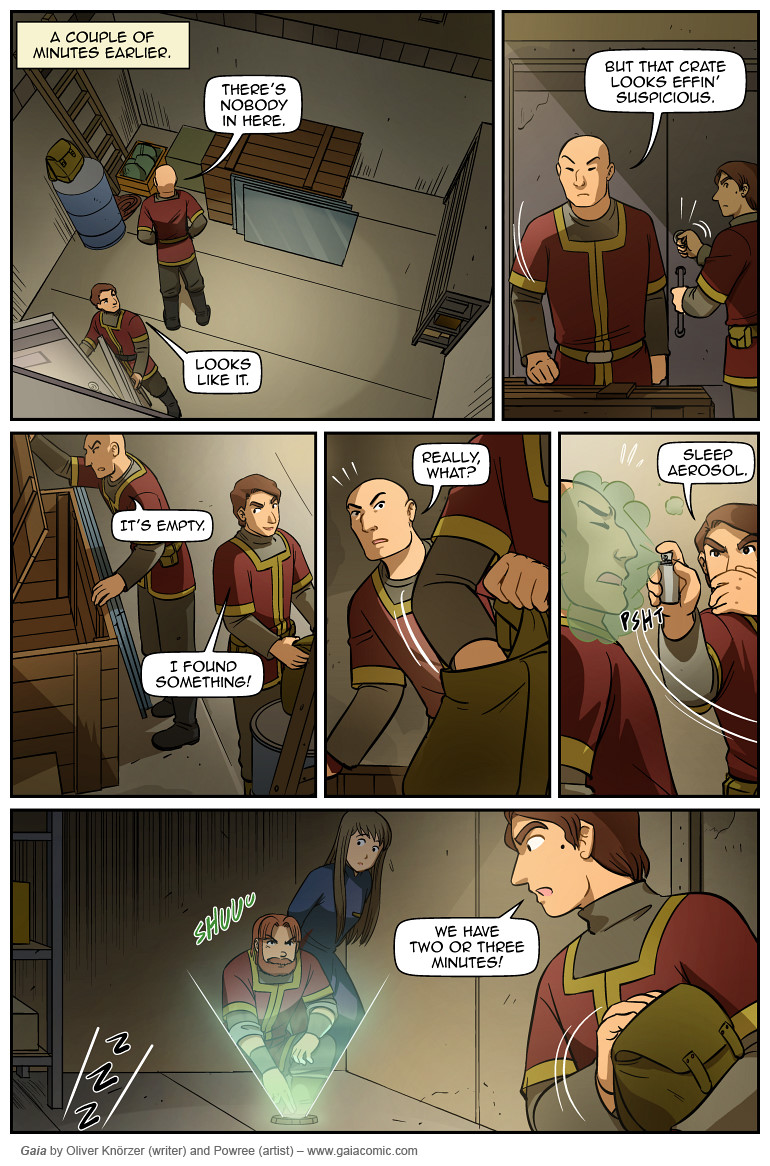 A COUPLE OF
MINUTES EARLIER.
THERE'S
NOBODY
IN HERE.
LOOKS
LIKE IT.
BUT THAT CRATE
LOOKS EFFIN'
SUSPICIOUS.
IT'S EMPTY.
I FOUND
SOMETHING!
REALLY,
WHAT?
SLEEP
AEROSOL.
PSHT
SHUUU
WE HAVE
TWO OR THREE
MINUTES!
Z
Z
Z
Gaia by Oliver Knörzer (writer) and Powree (artist) – www.gaiacomic.com